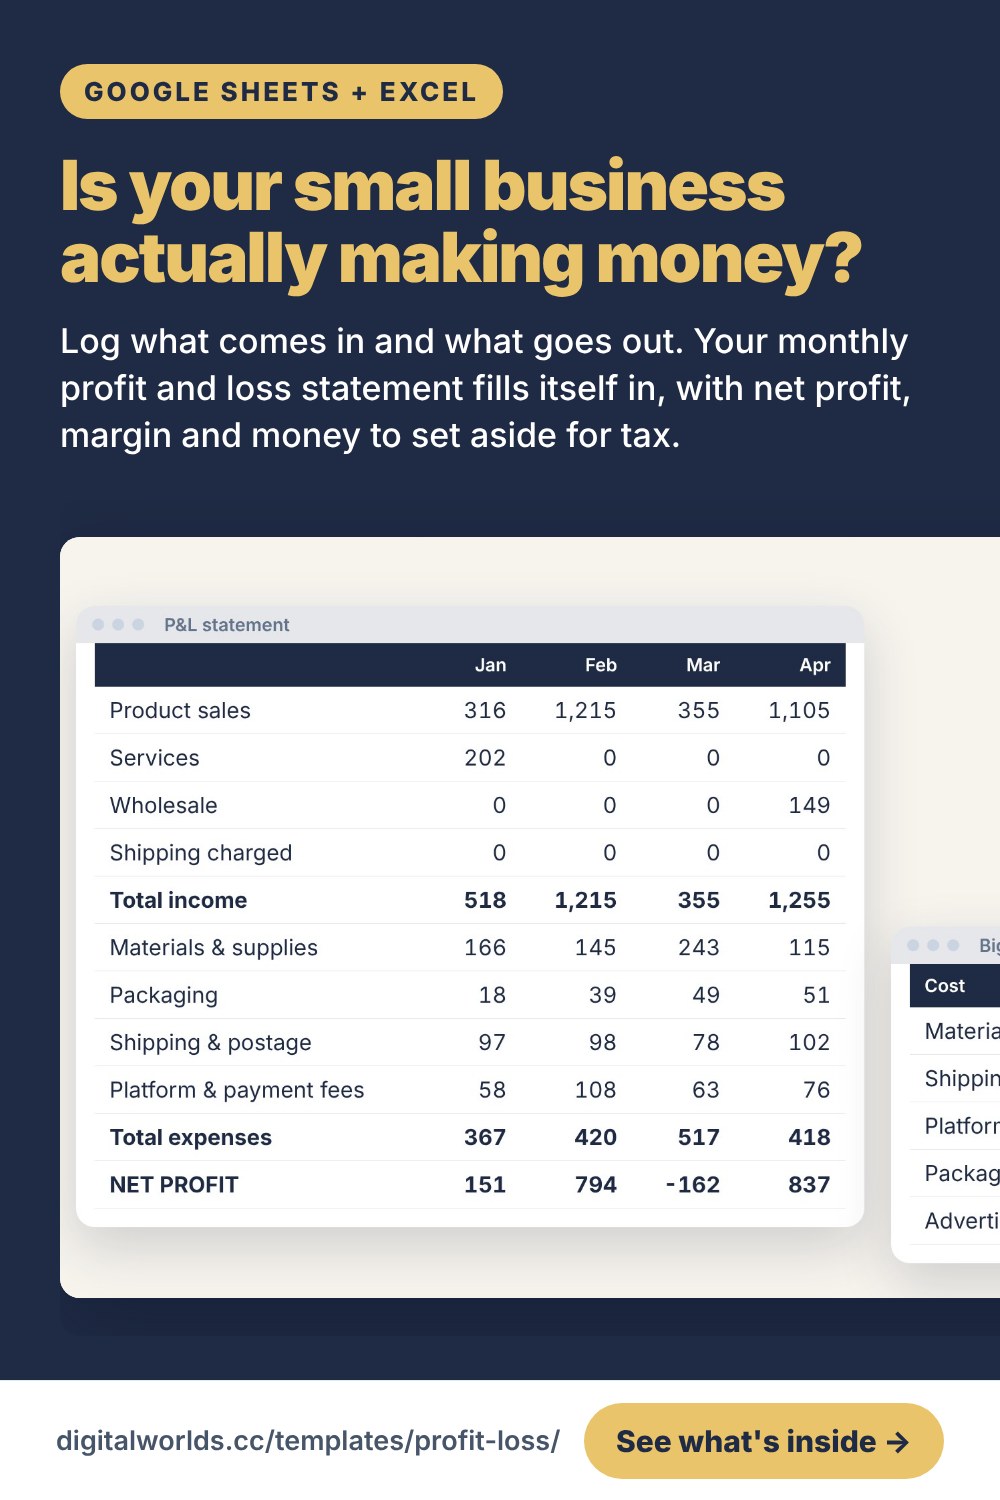 GOOGLE SHEETS + EXCEL
Is your small business
actually making money?
Log what comes in and what goes out. Your monthly
profit and loss statement fills itself in, with net profit,
margin and money to set aside for tax.
P&L statement
Jan Feb Mar Apr
Product sales 316 1,215 355 1,105
Services 202 0 0 0
Wholesale 0 0 0 149
Shipping charged 0 0 0 0
Total income 518 1,215 355 1,255
Materials & supplies 166 145 243 115
Packaging 18 39 49 51
Shipping & postage 97 98 78 102
Platform & payment fees 58 108 63 76
Total expenses 367 420 517 418
NET PROFIT 151 794 -162 837
Cost
digitalworlds.cc/templates/profit-loss/
See what's inside →